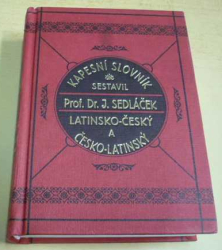 KAPESNÍ SLOVNÍK
SESTAVIL
Prof. Dr. J. SEDLÁČEK
LATINSKO-ČESKÝ
A
ČESKO-LATINSKÝ